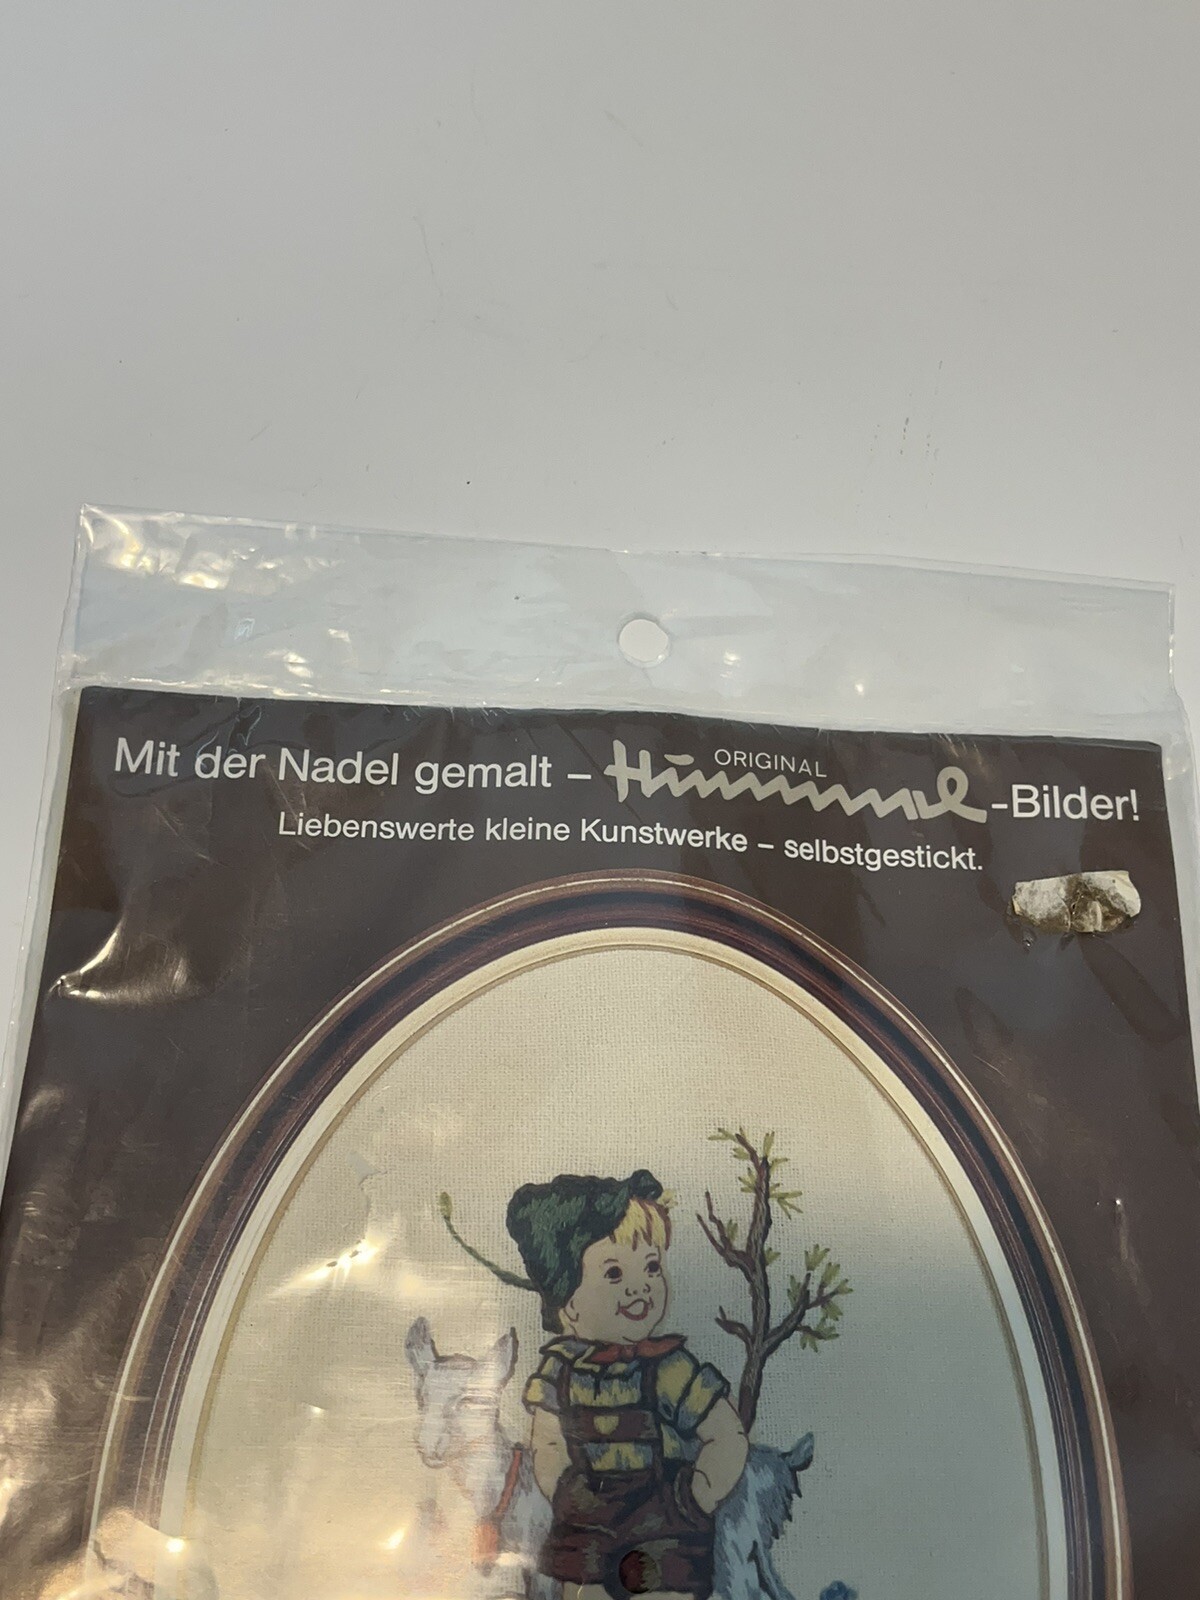 Mit der Nadel gemalt – ORIGINAL Hummel -Bilder!
Liebenswerte kleine Kunstwerke – selbstgestickt.